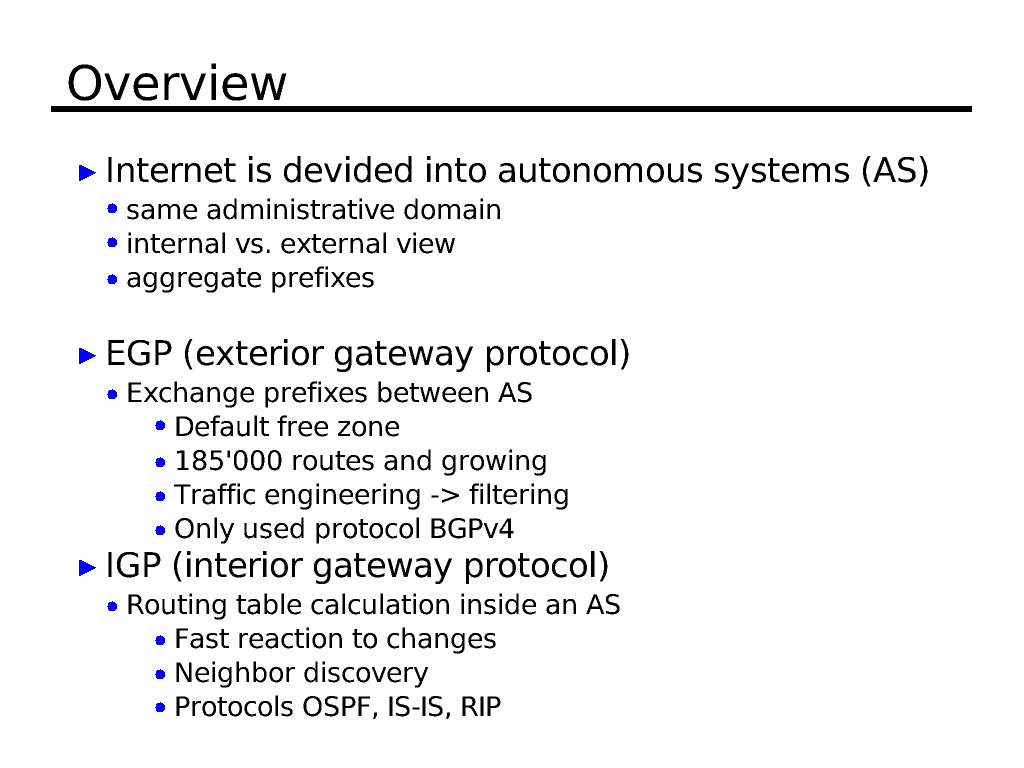 Overview
Internet is devided into autonomous systems (AS)
same administrative domain
internal vs. external view
aggregate prefixes
EGP (exterior gateway protocol)
Exchange prefixes between AS
Default free zone
185'000 routes and growing
Traffic engineering -> filtering
Only used protocol BGPv4
IGP (interior gateway protocol)
Routing table calculation inside an AS
Fast reaction to changes
Neighbor discovery
Protocols OSPF, IS-IS, RIP